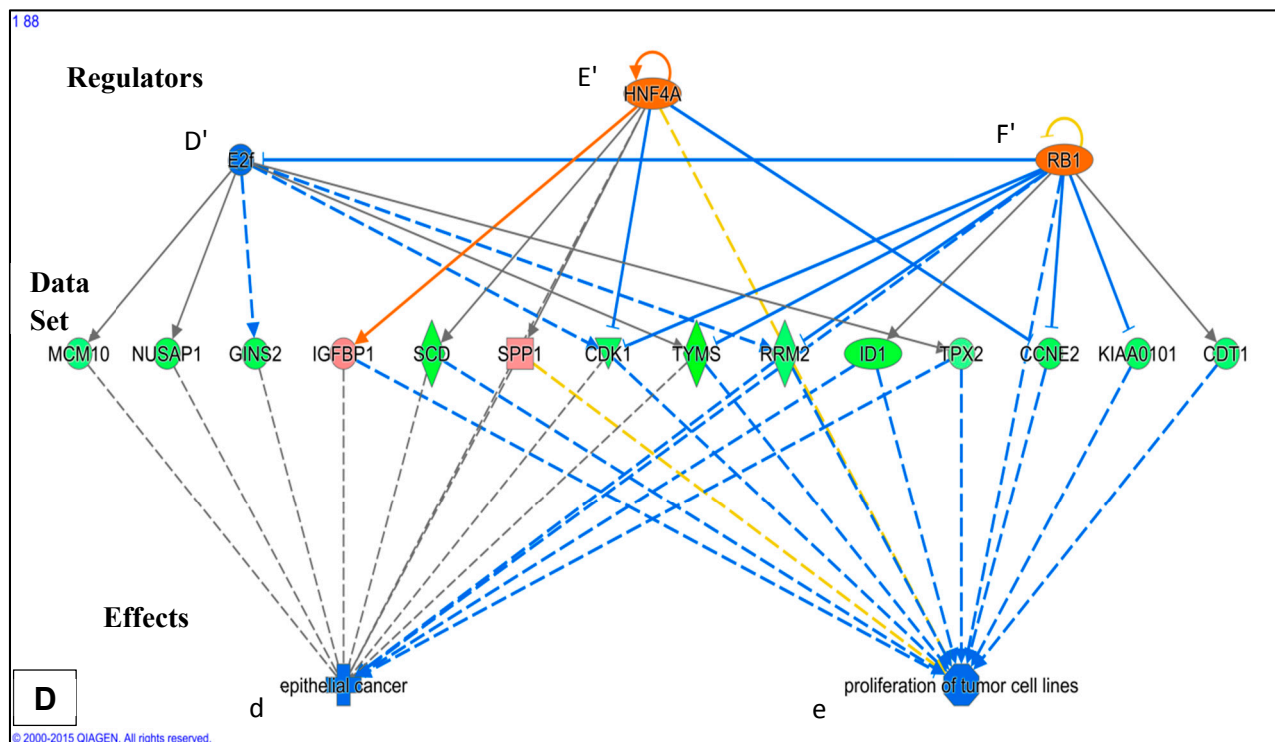 1 88
Regulators
E'
HNF4A
D'
F'
E2f
RB1
Data
Set
MCM10 NUSAP1 GINS2 IGFBP1 SCD SPP1 CDK1 TYMS RRM2 ID1 TPX2 CCNE2 KIAA0101 CDT1
Effects
epithelial cancer
proliferation of tumor cell lines
D
d
e
© 2000-2015 QIAGEN. All rights reserved.